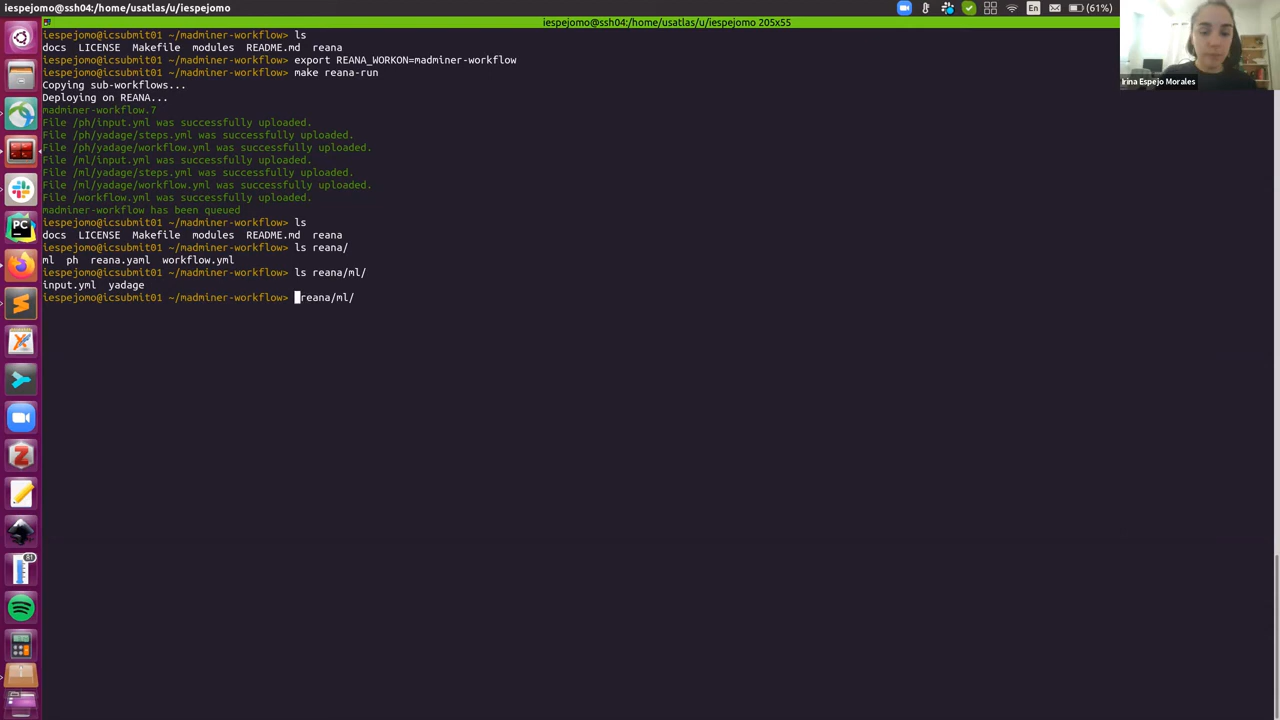 iespejomo@ssh04:/home/usatlas/u/iespejomo
En
(61%)
iespejomo@ssh04:/home/usatlas/u/iespejomo 205x55
iespejomo@icsubmit01 ~/madminer-workflow> ls
docs LICENSE Makefile modules README.md reana
iespejomo@icsubmit01 ~/madminer-workflow> export REANA_WORKON=madminer-workflow
iespejomo@icsubmit01 ~/madminer-workflow> make reana-run
Copying sub-workflows...
Deploying on REANA...
madminer-workflow.7
File /ph/input.yml was successfully uploaded.
File /ph/yadage/steps.yml was successfully uploaded.
File /ph/yadage/workflow.yml was successfully uploaded.
File /ml/input.yml was successfully uploaded.
File /ml/yadage/steps.yml was successfully uploaded.
File /ml/yadage/workflow.yml was successfully uploaded.
File /workflow.yml was successfully uploaded.
madminer-workflow has been queued
iespejomo@icsubmit01 ~/madminer-workflow> ls
docs LICENSE Makefile modules README.md reana
iespejomo@icsubmit01 ~/madminer-workflow> ls reana/
ml ph reana.yaml workflow.yml
iespejomo@icsubmit01 ~/madminer-workflow> ls reana/ml/
input.yml yadage
iespejomo@icsubmit01 ~/madminer-workflow> reana/ml/
Irina Espejo Morales
PC
Z
81